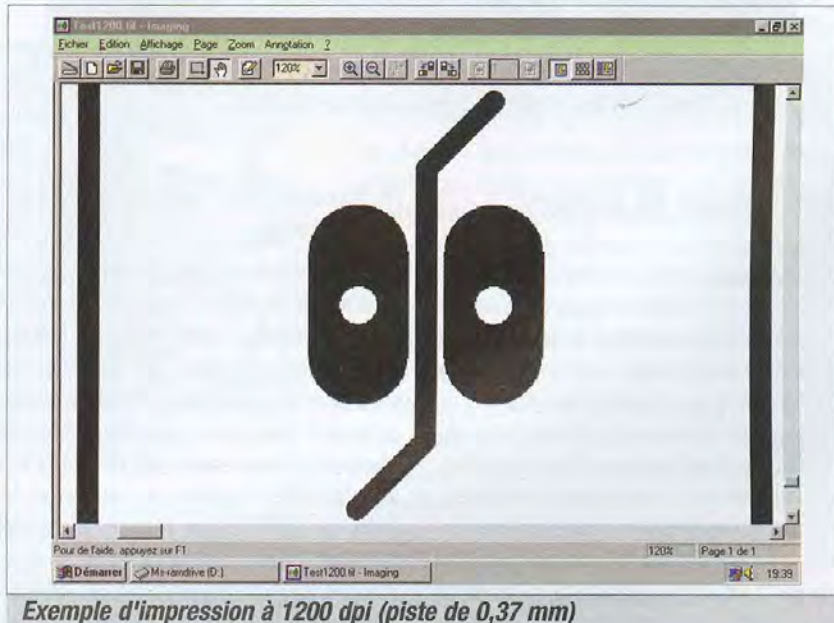 Test1200.tif - Imaging
Fichier Edition Affichage Page Zoom Annotation ?
120%
Pour de l'aide, appuyez sur F1
120% Page 1 de 1
Démarrer Ms-ramdrive (D:) Test1200.tif - Imaging 19:39
Exemple d'impression à 1200 dpi (piste de 0,37 mm)